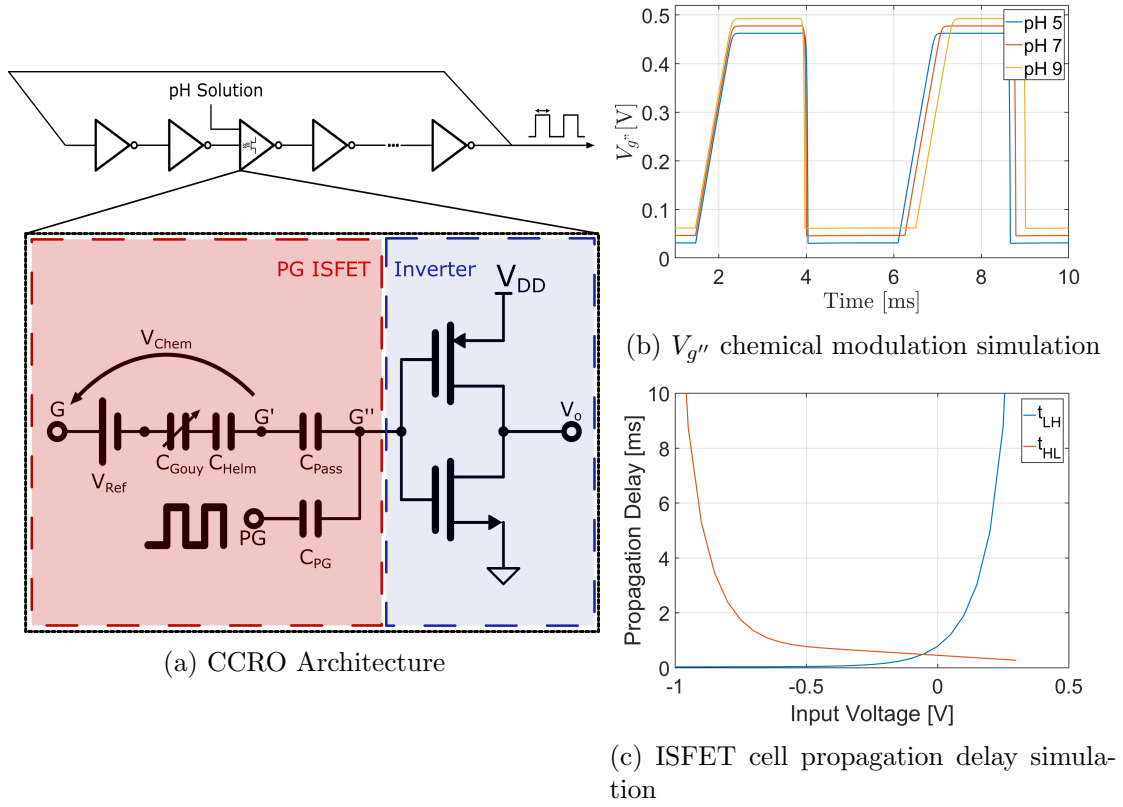 pH Solution
PG ISFET
Inverter
V_DD
V_Chem
G
G'
G''
V_o
C_Gouy
C_Helm
C_Pass
V_Ref
PG
C_PG
(a) CCRO Architecture
0.5
0.4
0.3
0.2
0.1
0
V_g'' [V]
pH 5
pH 7
pH 9
2
4
6
8
10
Time [ms]
(b) V_g'' chemical modulation simulation
10
8
6
4
2
0
Propagation Delay [ms]
t_LH
t_HL
-1
-0.5
0
0.5
Input Voltage [V]
(c) ISFET cell propagation delay simula-
tion